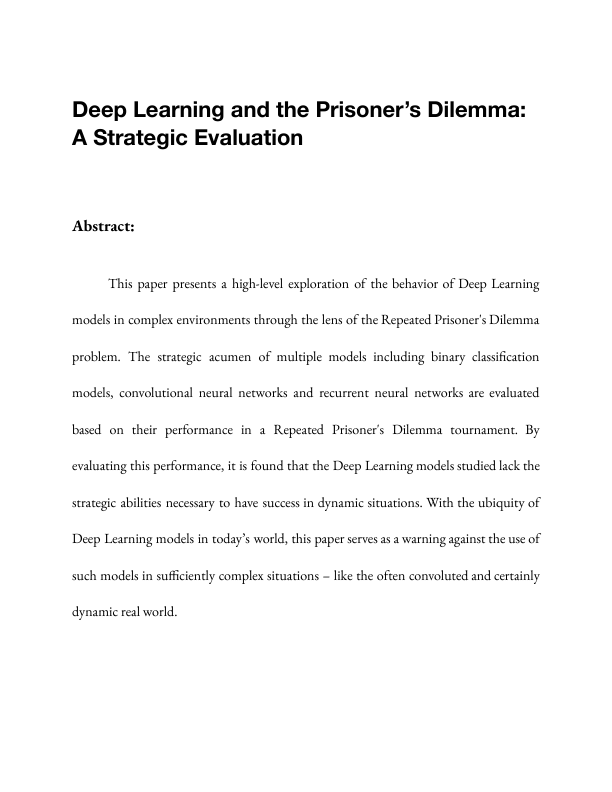 Deep Learning and the Prisoner’s Dilemma:
A Strategic Evaluation
Abstract:
This paper presents a high-level exploration of the behavior of Deep Learning
models in complex environments through the lens of the Repeated Prisoner's Dilemma
problem. The strategic acumen of multiple models including binary classification
models, convolutional neural networks and recurrent neural networks are evaluated
based on their performance in a Repeated Prisoner's Dilemma tournament. By
evaluating this performance, it is found that the Deep Learning models studied lack the
strategic abilities necessary to have success in dynamic situations. With the ubiquity of
Deep Learning models in today’s world, this paper serves as a warning against the use of
such models in sufficiently complex situations – like the often convoluted and certainly
dynamic real world.